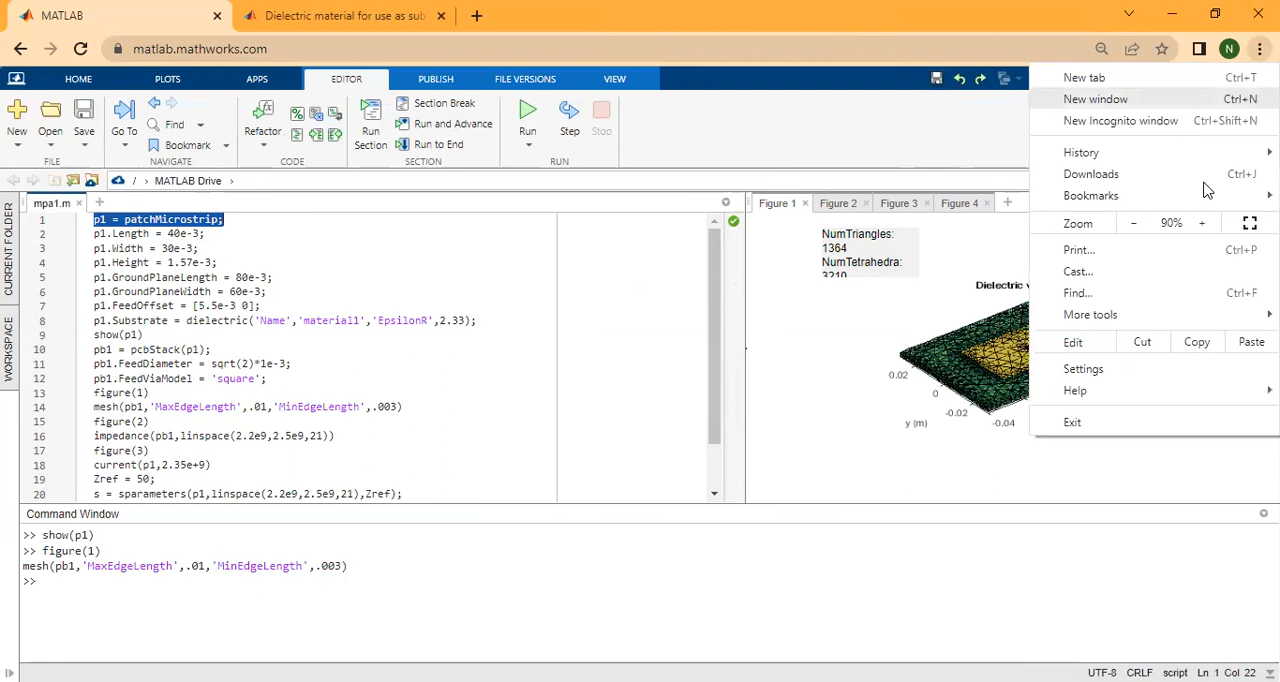 MATLAB
Dielectric material for use as sub
matlab.mathworks.com
N
HOME
PLOTS
APPS
EDITOR
PUBLISH
FILE VERSIONS
VIEW
New
Open
Save
FILE
Go To
Find
Bookmark
NAVIGATE
Refactor
CODE
Run
Section
Section Break
Run and Advance
Run to End
SECTION
Run
Step
Stop
RUN
/ MATLAB Drive
CURRENT FOLDER
WORKSPACE
mpa1.m
1 p1 = patchMicrostrip;
2 p1.Length = 40e-3;
3 p1.Width = 30e-3;
4 p1.Height = 1.57e-3;
5 p1.GroundPlaneLength = 80e-3;
6 p1.GroundPlaneWidth = 60e-3;
7 p1.FeedOffset = [5.5e-3 0];
8 p1.Substrate = dielectric('Name','material1','EpsilonR',2.33);
9 show(p1)
10 pb1 = pcbStack(p1);
11 pb1.FeedDiameter = sqrt(2)*1e-3;
12 pb1.FeedViaModel = 'square';
13 figure(1)
14 mesh(pb1,'MaxEdgeLength',.01,'MinEdgeLength',.003)
15 figure(2)
16 impedance(pb1,linspace(2.2e9,2.5e9,21))
17 figure(3)
18 current(p1,2.35e+9)
19 Zref = 50;
20 s = sparameters(p1,linspace(2.2e9,2.5e9,21),Zref);
Figure 1
Figure 2
Figure 3
Figure 4
NumTriangles:
1364
NumTetrahedra:
3210
Dielectric v
0.02
0
-0.02
-0.04
y (m)
New tab Ctrl+T
New window Ctrl+N
New Incognito window Ctrl+Shift+N
History
Downloads Ctrl+J
Bookmarks
Zoom - 90% +
Print... Ctrl+P
Cast...
Find... Ctrl+F
More tools
Edit Cut Copy Paste
Settings
Help
Exit
Command Window
>> show(p1)
>> figure(1)
mesh(pb1,'MaxEdgeLength',.01,'MinEdgeLength',.003)
>>
UTF-8 CRLF script Ln 1 Col 22